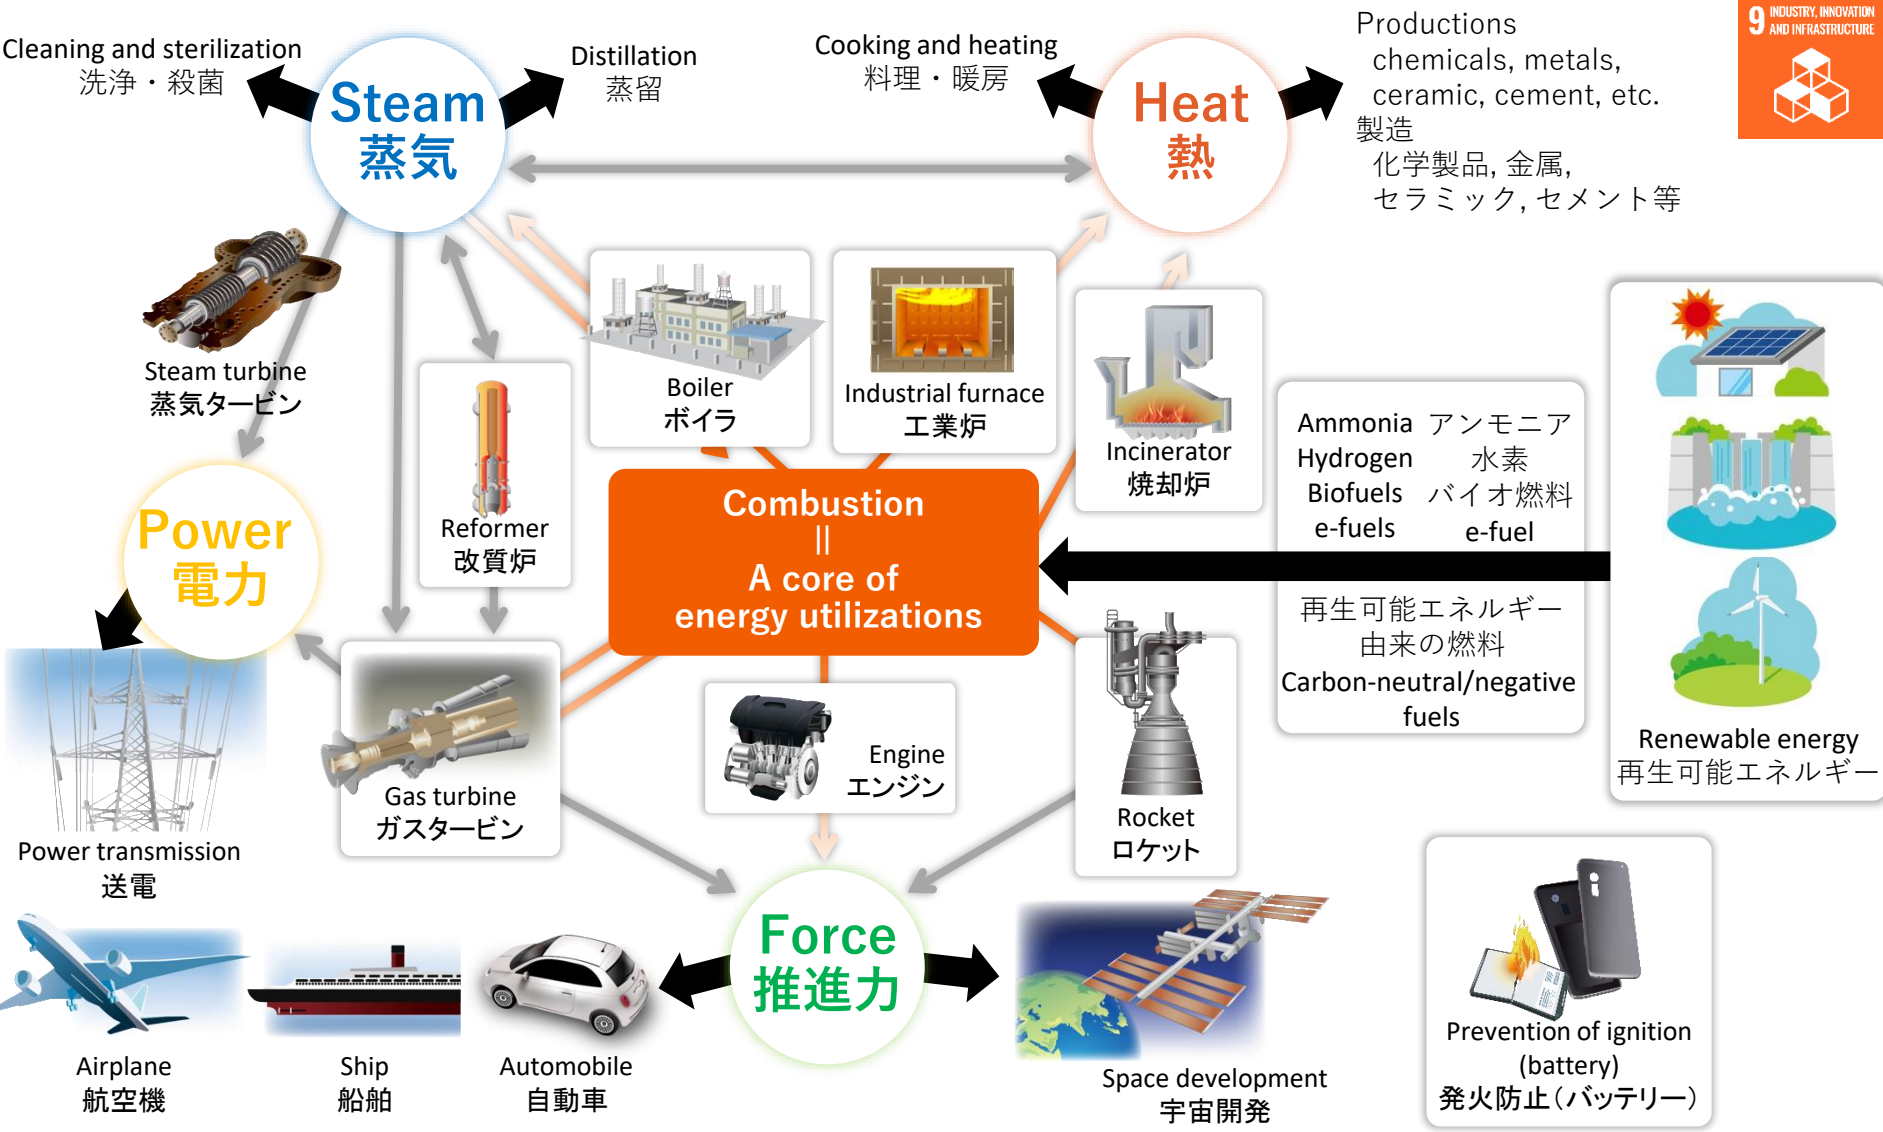 Cleaning and sterilization
洗浄・殺菌
Steam
蒸気
Distillation
蒸留
Cooking and heating
料理・暖房
Heat
熱
Productions
chemicals, metals,
ceramic, cement, etc.
製造
化学製品, 金属,
セラミック, セメント等
9 INDUSTRY, INNOVATION
AND INFRASTRUCTURE
Steam turbine
蒸気タービン
Boiler
ボイラ
Industrial furnace
工業炉
Incinerator
焼却炉
Reformer
改質炉
Power
電力
Combustion
||
A core of
energy utilizations
Ammonia アンモニア
Hydrogen 水素
Biofuels バイオ燃料
e-fuels e-fuel
再生可能エネルギー
由来の燃料
Carbon-neutral/negative
fuels
Renewable energy
再生可能エネルギー
Power transmission
送電
Gas turbine
ガスタービン
Engine
エンジン
Rocket
ロケット
Force
推進力
Airplane
航空機
Ship
船舶
Automobile
自動車
Space development
宇宙開発
Prevention of ignition
(battery)
発火防止(バッテリー)